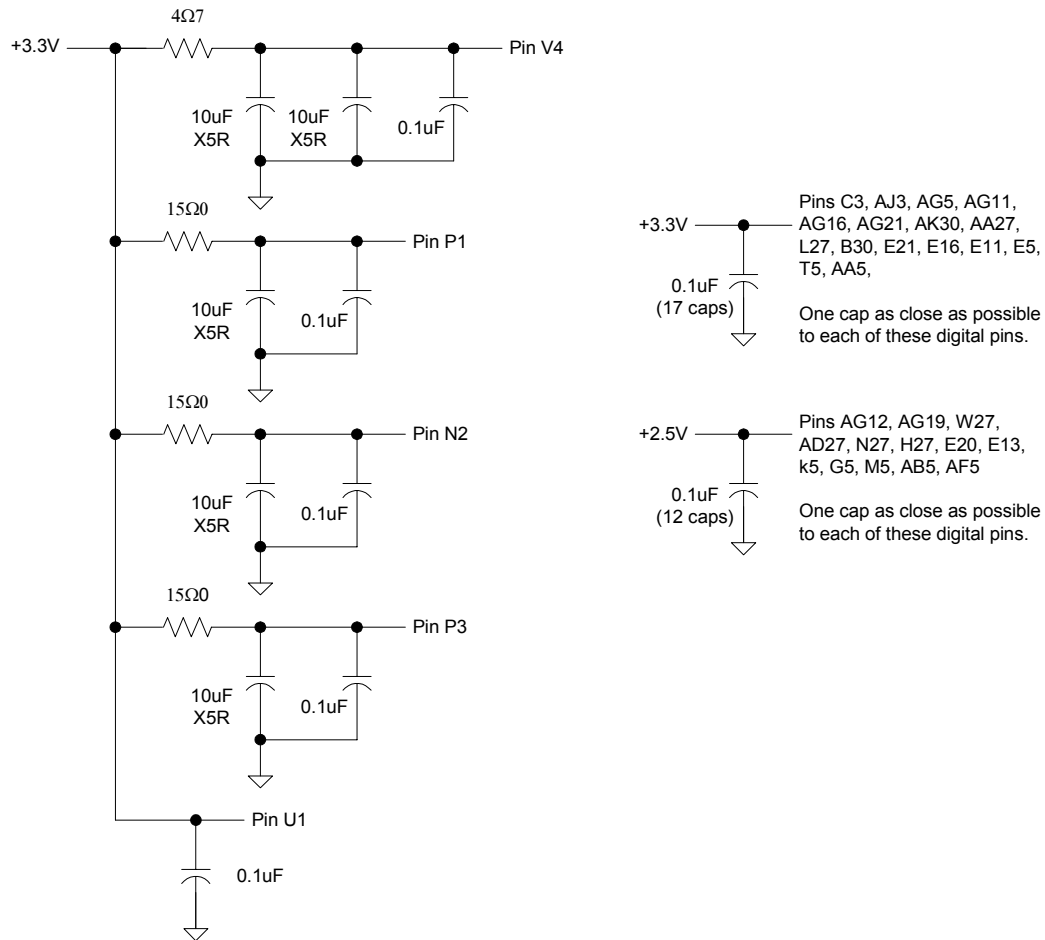 4Ω7
+3.3V
Pin V4
10uF
X5R
10uF
X5R
0.1uF
15Ω0
Pin P1
10uF
X5R
0.1uF
15Ω0
Pin N2
10uF
X5R
0.1uF
15Ω0
Pin P3
10uF
X5R
0.1uF
Pin U1
0.1uF
+3.3V
Pins C3, AJ3, AG5, AG11,
AG16, AG21, AK30, AA27,
L27, B30, E21, E16, E11, E5,
T5, AA5,
0.1uF
(17 caps)
One cap as close as possible
to each of these digital pins.
+2.5V
Pins AG12, AG19, W27,
AD27, N27, H27, E20, E13,
k5, G5, M5, AB5, AF5
0.1uF
(12 caps)
One cap as close as possible
to each of these digital pins.